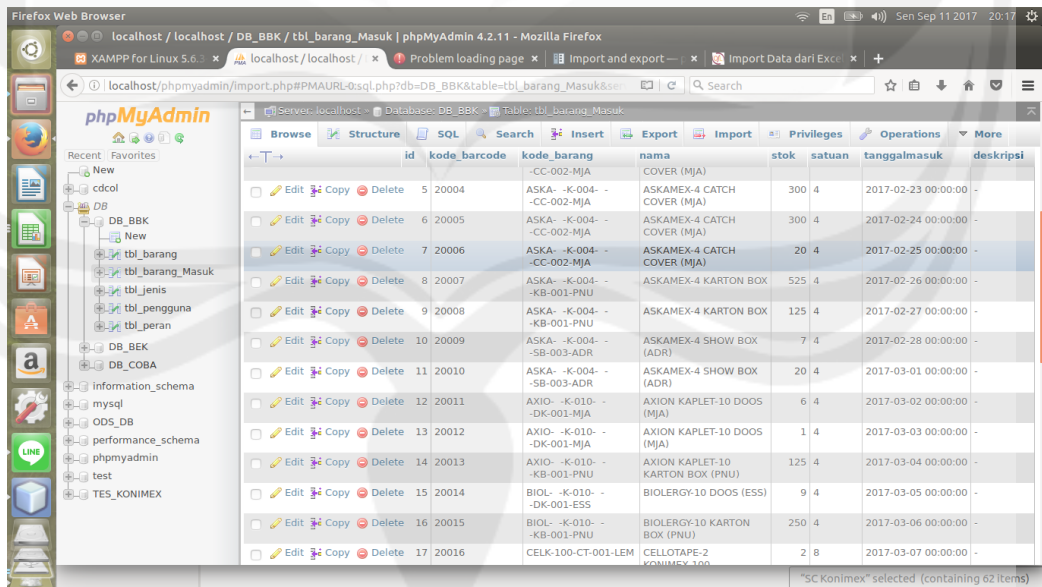 Firefox Web Browser En Sen Sep 11 2017 20:17
localhost / localhost / DB_BBK / tbl_barang_Masuk | phpMyAdmin 4.2.11 - Mozilla Firefox
XAMPP for Linux 5.6.3 × localhost / localhost / × Problem loading page × Import and export — × Import Data dari Exce × +
localhost/phpmyadmin/import.php#PMAURL-0:sql.php?db=DB_BBK&table=tbl_barang_Masuk&ser Search
phpMyAdmin
Recent Favorites
New
cdcol
DB
DB_BBK
New
tbl_barang
tbl_barang_Masuk
tbl_jenis
tbl_pengguna
tbl_peran
DB_BEK
DB_COBA
information_schema
mysql
ODS_DB
performance_schema
phpmyadmin
test
TES_KONIMEX
Server: localhost » Database: DB_BBK » Table: tbl_barang_Masuk
Browse Structure SQL Search Insert Export Import Privileges Operations More
←T→ id kode_barcode kode_barang nama stok satuan tanggalmasuk deskripsi
-CC-002-MJA COVER (MJA)
Edit Copy Delete 5 20004 ASKA- -K-004- - ASKAMEX-4 CATCH 300 4 2017-02-23 00:00:00 -
-CC-002-MJA COVER (MJA)
Edit Copy Delete 6 20005 ASKA- -K-004- - ASKAMEX-4 CATCH 300 4 2017-02-24 00:00:00 -
-CC-002-MJA COVER (MJA)
Edit Copy Delete 7 20006 ASKA- -K-004- - ASKAMEX-4 CATCH 20 4 2017-02-25 00:00:00 -
-CC-002-MJA COVER (MJA)
Edit Copy Delete 8 20007 ASKA- -K-004- - ASKAMEX-4 KARTON BOX 525 4 2017-02-26 00:00:00 -
-KB-001-PNU
Edit Copy Delete 9 20008 ASKA- -K-004- - ASKAMEX-4 KARTON BOX 125 4 2017-02-27 00:00:00 -
-KB-001-PNU
Edit Copy Delete 10 20009 ASKA- -K-004- - ASKAMEX-4 SHOW BOX 7 4 2017-02-28 00:00:00 -
-SB-003-ADR (ADR)
Edit Copy Delete 11 20010 ASKA- -K-004- - ASKAMEX-4 SHOW BOX 20 4 2017-03-01 00:00:00 -
-SB-003-ADR (ADR)
Edit Copy Delete 12 20011 AXIO- -K-010- - AXION KAPLET-10 DOOS 6 4 2017-03-02 00:00:00 -
-DK-001-MJA (MJA)
Edit Copy Delete 13 20012 AXIO- -K-010- - AXION KAPLET-10 DOOS 1 4 2017-03-03 00:00:00 -
-DK-001-MJA (MJA)
Edit Copy Delete 14 20013 AXIO- -K-010- - AXION KAPLET-10 125 4 2017-03-04 00:00:00 -
-KB-001-PNU KARTON BOX (PNU)
Edit Copy Delete 15 20014 BIOL- -K-010- - BIOLERGY-10 DOOS (ESS) 9 4 2017-03-05 00:00:00 -
-DK-001-ESS
Edit Copy Delete 16 20015 BIOL- -K-010- - BIOLERGY-10 KARTON 250 4 2017-03-06 00:00:00 -
-KB-001-PNU BOX (PNU)
Edit Copy Delete 17 20016 CELK-100-CT-001-LEM CELLOTAPE-2 2 8 2017-03-07 00:00:00 -
KONIMEX-100
"SC Konimex" selected (containing 62 items)
LINE